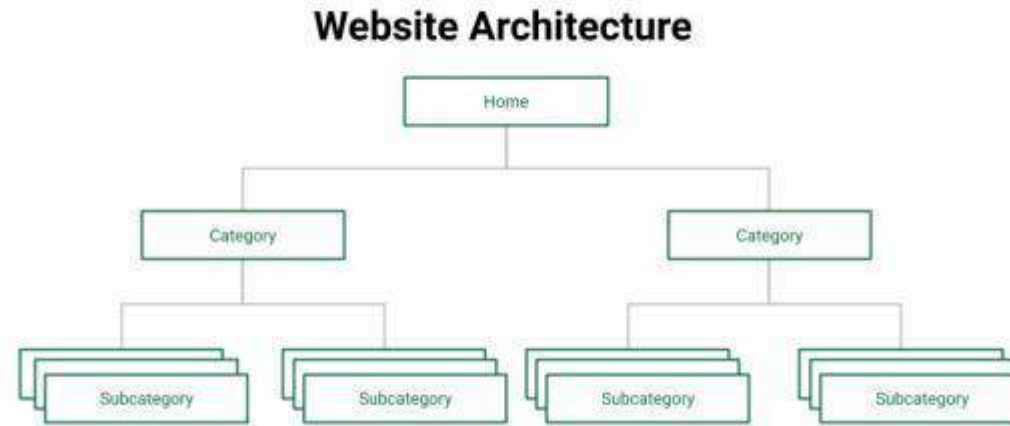 Website Architecture
Home
Category
Category
Subcategory
Subcategory
Subcategory
Subcategory